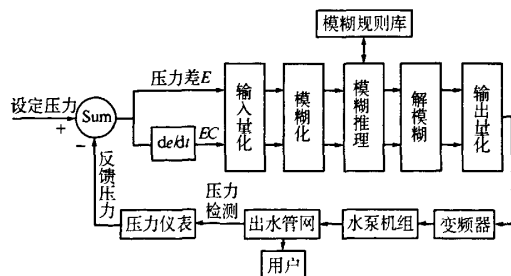 模糊规则库
压力差E
设定压力
+
Sum
−
de/dt
EC
输入量化
模糊化
模糊推理
解模糊
输出量化
反馈压力
压力检测
压力仪表
出水管网
水泵机组
变频器
用户